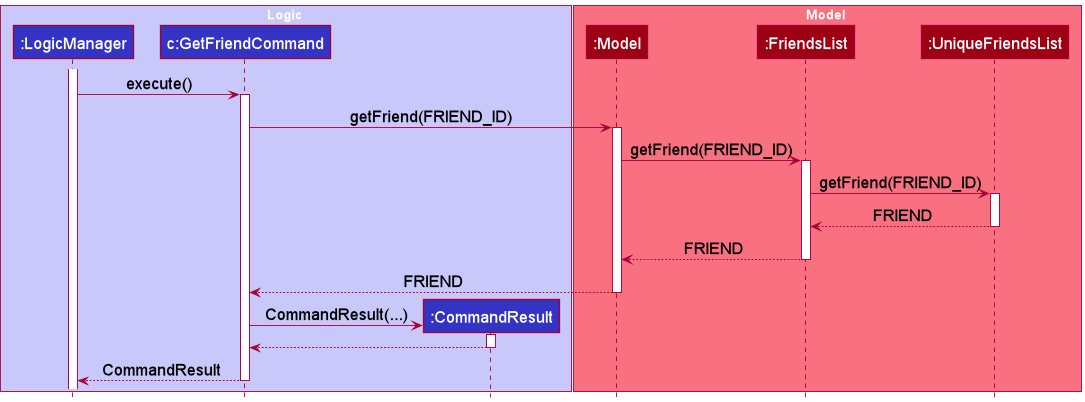 Logic
Model
:LogicManager
c:GetFriendCommand
:Model
:FriendsList
:UniqueFriendsList
execute()
getFriend(FRIEND_ID)
getFriend(FRIEND_ID)
getFriend(FRIEND_ID)
FRIEND
FRIEND
FRIEND
CommandResult(...)
:CommandResult
CommandResult